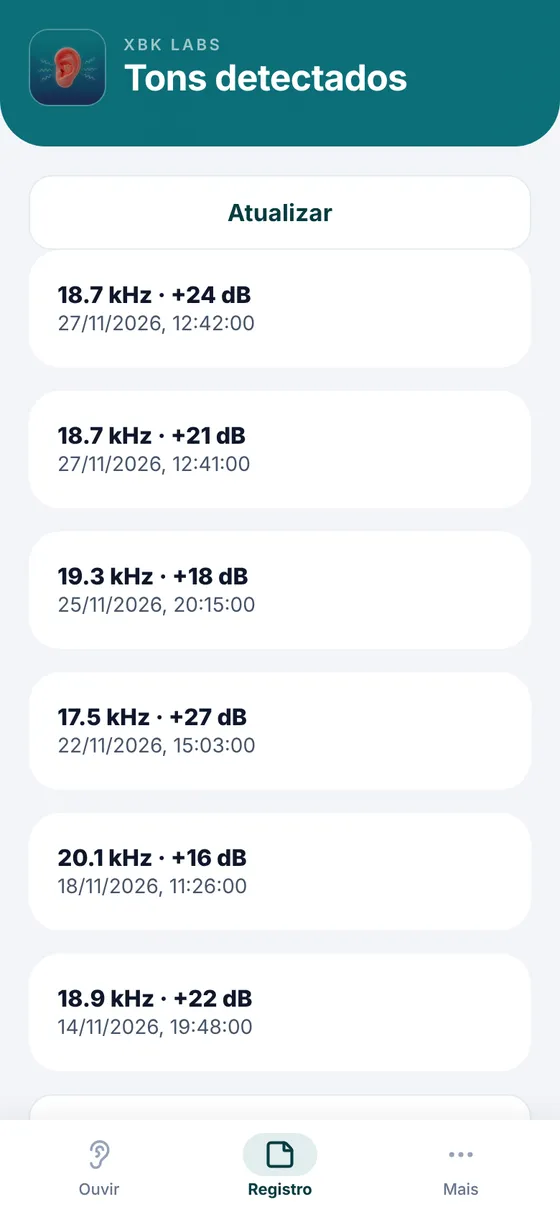 XBK LABS
Tons detectados
Atualizar
18.7 kHz · +24 dB
27/11/2026, 12:42:00
18.7 kHz · +21 dB
27/11/2026, 12:41:00
19.3 kHz · +18 dB
25/11/2026, 20:15:00
17.5 kHz · +27 dB
22/11/2026, 15:03:00
20.1 kHz · +16 dB
18/11/2026, 11:26:00
18.9 kHz · +22 dB
14/11/2026, 19:48:00
Ouvir
Registro
Mais